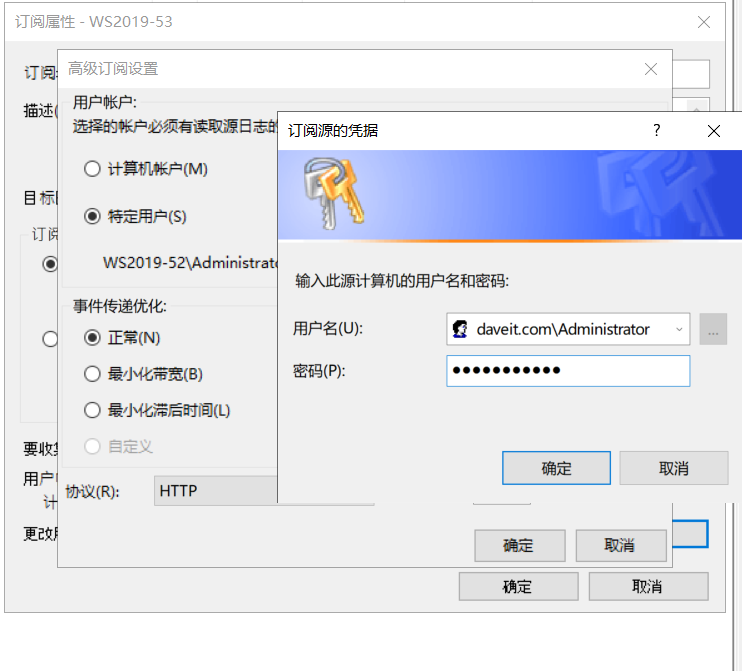 订阅属性 - WS2019-53
高级订阅设置
订阅
用户帐户:
描述(
选择的帐户必须有读取源日志的
订阅源的凭据
?
计算机帐户(M)
目标
特定用户(S)
订阅
WS2019-52\Administrato
输入此源计算机的用户名和密码:
事件传递优化:
用户名(U):
daveit.com\Administrator
...
正常(N)
密码(P):
●●●●●●●●●●●
最小化带宽(B)
最小化滞后时间(L)
自定义
要收
确定
取消
用户
计
协议(R):
HTTP
更改
确定
取消
确定
取消